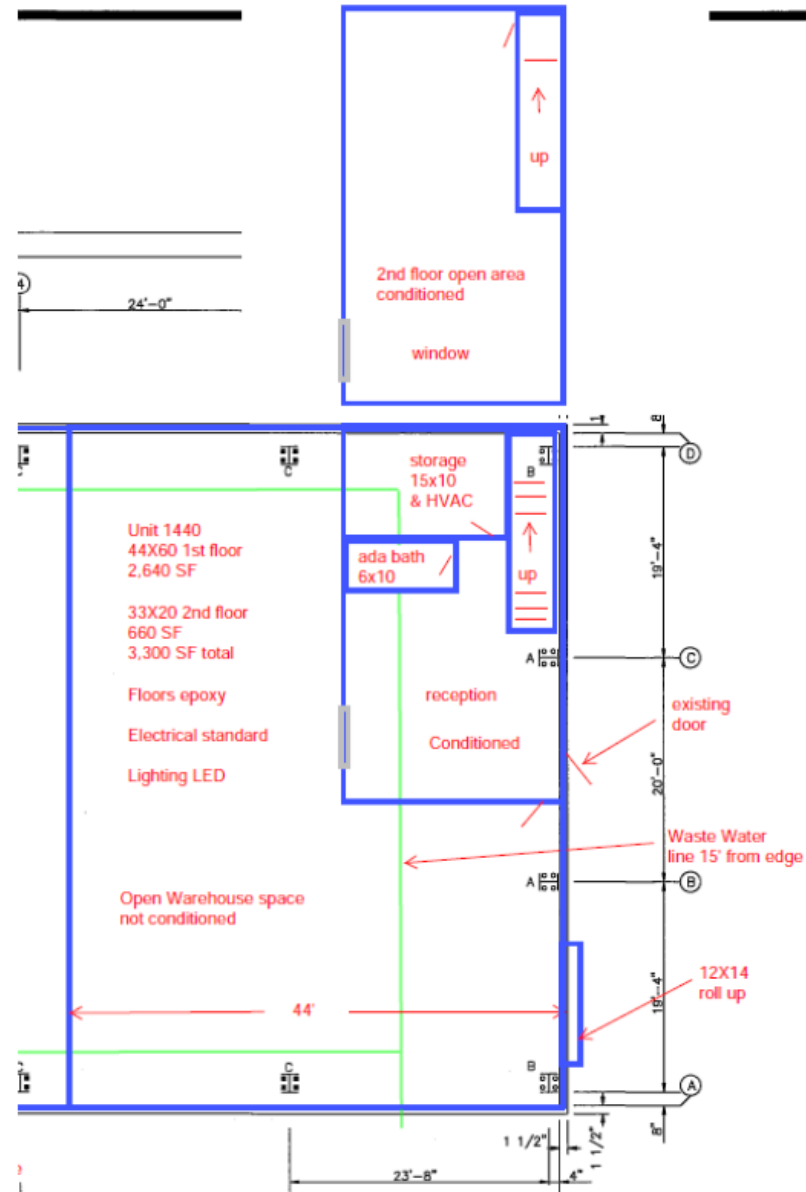 up
2nd floor open area
conditioned
window
4
24'-0"
1
8
D
storage
15x10
& HVAC
B
C
C
Unit 1440
44X60 1st floor
2,640 SF
ada bath
6x10
up
19'-4"
33X20 2nd floor
660 SF
3,300 SF total
A
C
Floors epoxy
reception
existing
door
Electrical standard
Conditioned
Lighting LED
20'-0"
Waste Water
line 15' from edge
A
B
Open Warehouse space
not conditioned
12X14
roll up
19'-4"
44'
C
B
A
1 1/2"
1 1/2"
8"
23'-8"
4"